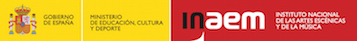 GOBIERNO
DE ESPAÑA
MINISTERIO
DE EDUCACIÓN, CULTURA
Y DEPORTE
inaem
INSTITUTO NACIONAL
DE LAS ARTES ESCÉNICAS
Y DE LA MÚSICA